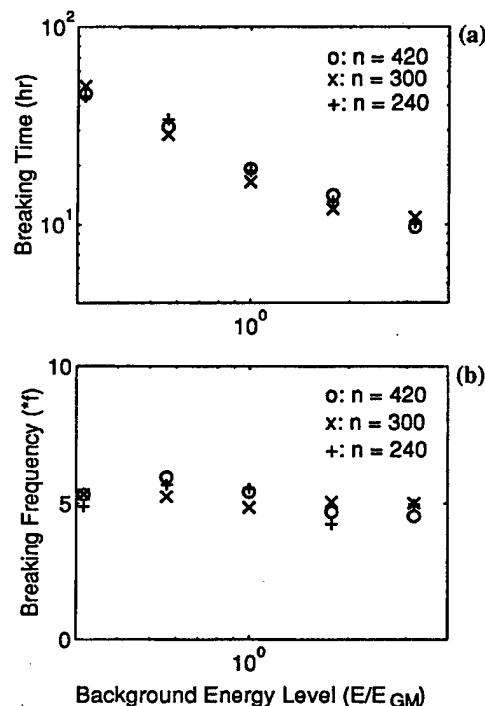 10² (a)
o: n = 420
x: n = 300
+: n = 240
Breaking Time (hr)
10¹
10⁰
10 (b)
o: n = 420
x: n = 300
+: n = 240
Breaking Frequency (*f)
5
0
10⁰
Background Energy Level (E/E_GM)